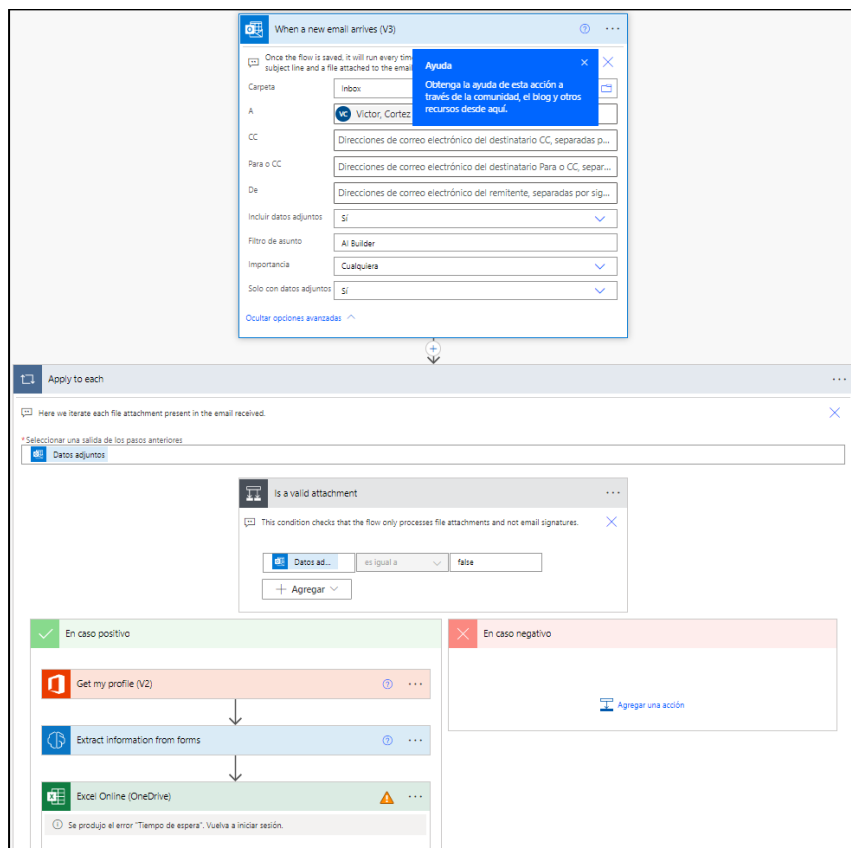 When a new email arrives (V3)
Once the flow is saved, it will run every tim
subject line and a file attached to the email
Ayuda
Obtenga la ayuda de esta acción a
través de la comunidad, el blog y otros
recursos desde aquí.
Carpeta
Inbox
A
VC Victor, Cortez
CC
Direcciones de correo electrónico del destinatario CC, separadas p...
Para o CC
Direcciones de correo electrónico del destinatario Para o CC, separ...
De
Direcciones de correo electrónico del remitente, separadas por sig...
Incluir datos adjuntos
Sí
Filtro de asunto
AI Builder
Importancia
Cualquiera
Solo con datos adjuntos
Sí
Ocultar opciones avanzadas
Apply to each
Here we iterate each file attachment present in the email received.
*Seleccionar una salida de los pasos anteriores
Datos adjuntos
Is a valid attachment
This condition checks that the flow only processes file attachments and not email signatures.
Datos ad... es igual a false
Agregar
En caso positivo
En caso negativo
Get my profile (V2)
Agregar una acción
Extract information from forms
Excel Online (OneDrive)
Se produjo el error "Tiempo de espera". Vuelva a iniciar sesión.